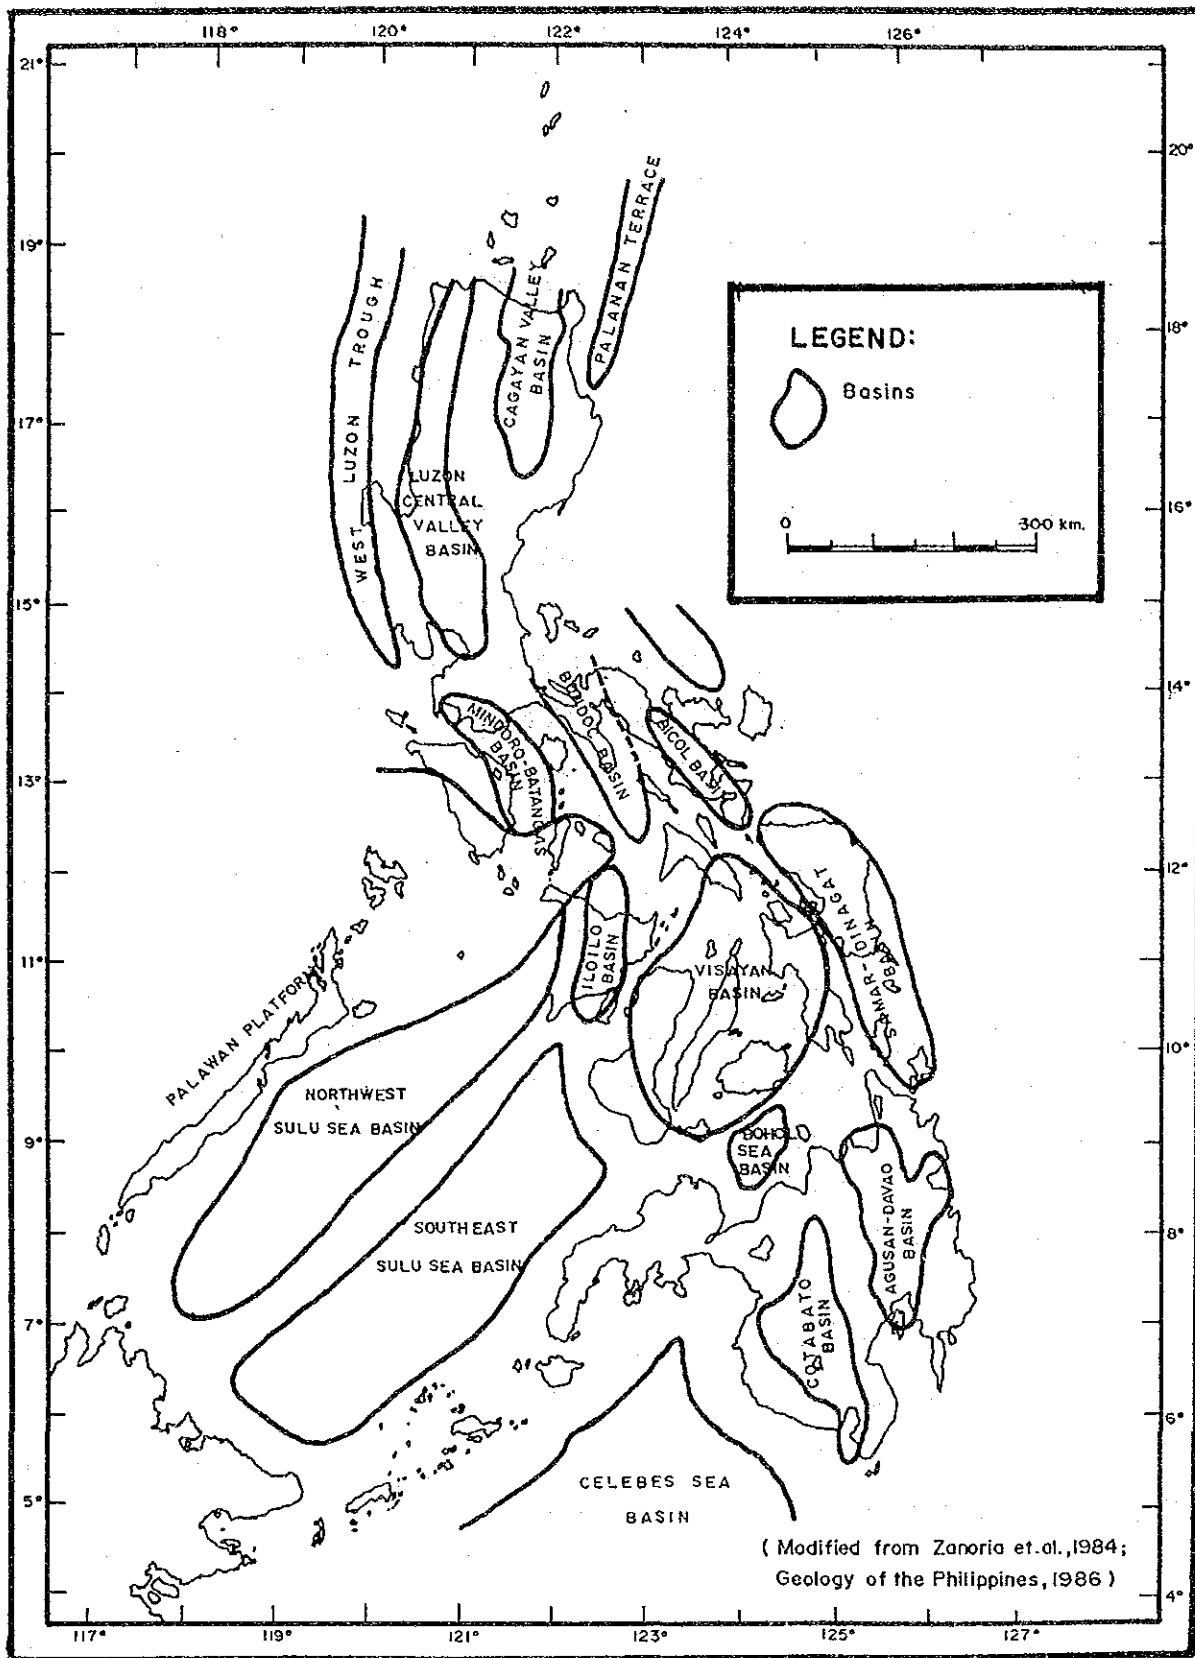 118°
120°
122°
124°
126°
21°
19°
17°
15°
13°
11°
9°
7°
5°
20°
18°
16°
14°
12°
10°
8°
6°
4°
117°
119°
121°
123°
125°
127°
PALANAN TERRACE
WEST LUZON TROUGH
CAGAYAN VALLEY
BASIN
LUZON
CENTRAL
VALLEY
BASIN
LEGEND:
Basins
0
300 km.
MINDORO-BATANGAS
BASIN
BONDO
BASIN
BICOL BASIN
SAMAR-DINAGAT
BASIN
ILOILO
BASIN
VISAYAN
BASIN
PALAWAN PLATFORM
NORTHWEST
SULU SEA BASIN
BOHOL
SEA
BASIN
AGUSAN-DAVAO
BASIN
SOUTHEAST
SULU SEA BASIN
COTABATO
BASIN
CELEBES SEA
BASIN
( Modified from Zanoria et.al.,1984;
Geology of the Philippines,1986 )